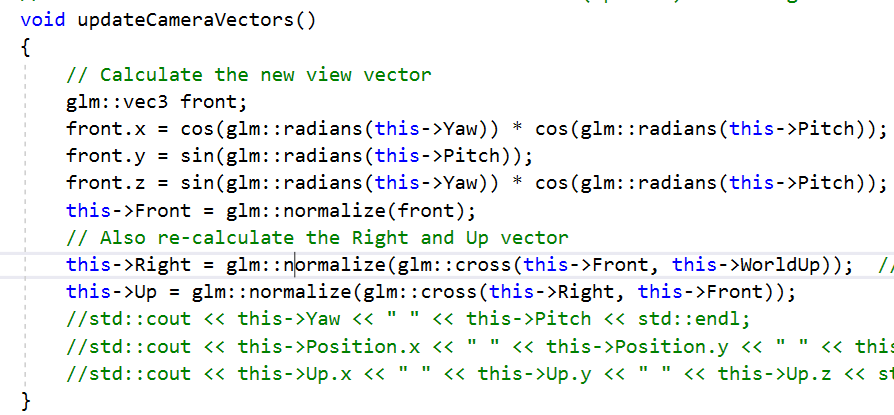 void updateCameraVectors()
{
// Calculate the new view vector
glm::vec3 front;
front.x = cos(glm::radians(this->Yaw)) * cos(glm::radians(this->Pitch));
front.y = sin(glm::radians(this->Pitch));
front.z = sin(glm::radians(this->Yaw)) * cos(glm::radians(this->Pitch));
this->Front = glm::normalize(front);
// Also re-calculate the Right and Up vector
this->Right = glm::normalize(glm::cross(this->Front, this->WorldUp));  //
this->Up = glm::normalize(glm::cross(this->Right, this->Front));
//std::cout << this->Yaw << " " << this->Pitch << std::endl;
//std::cout << this->Position.x << " " << this->Position.y << " " << this
//std::cout << this->Up.x << " " << this->Up.y << " " << this->Up.z << st
}